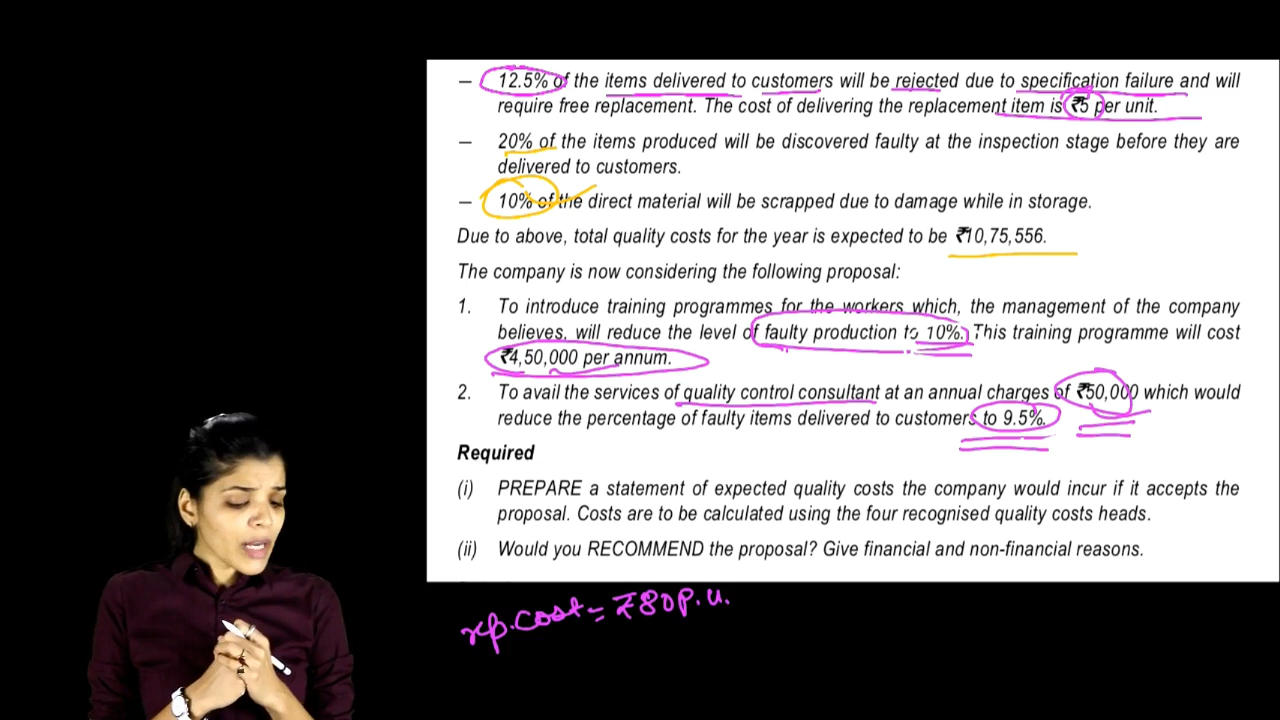 – 12.5% of the items delivered to customers will be rejected due to specification failure and will
require free replacement. The cost of delivering the replacement item is ₹5 per unit.
– 20% of the items produced will be discovered faulty at the inspection stage before they are
delivered to customers.
– 10% of the direct material will be scrapped due to damage while in storage.
Due to above, total quality costs for the year is expected to be ₹10,75,556.
The company is now considering the following proposal:
1. To introduce training programmes for the workers which, the management of the company
believes, will reduce the level of faulty production to 10%. This training programme will cost
₹4,50,000 per annum.
2. To avail the services of quality control consultant at an annual charges of ₹50,000 which would
reduce the percentage of faulty items delivered to customers to 9.5%.
Required
(i) PREPARE a statement of expected quality costs the company would incur if it accepts the
proposal. Costs are to be calculated using the four recognised quality costs heads.
(ii) Would you RECOMMEND the proposal? Give financial and non-financial reasons.
cost = ₹80 p.u.